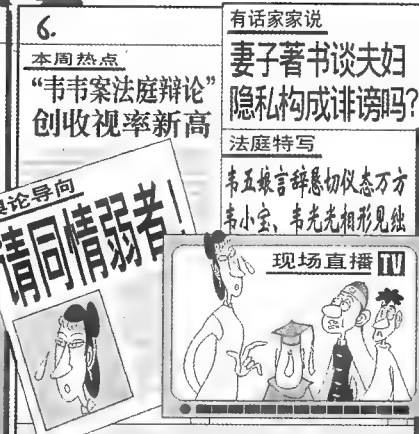 6.
本周热点
“韦韦案法庭辩论”
创收视率新高
有话家家说
妻子著书谈夫妇
隐私构成诽谤吗?
法庭特写
韦五娘言辞恳切仪态万方
韦小宝、韦光光相形见绌
舆论导向
请同情弱者!
现场直播 TV